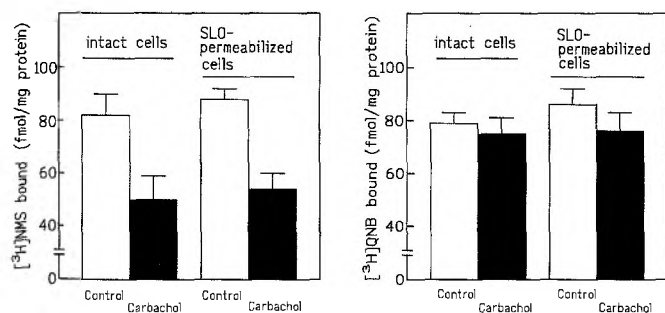 [³H]NMS bound (fmol/mg protein)
100
80
60
40
0
intact cells
SLO-
permeabilized
cells
Control
Carbachol
Control
Carbachol
[³H]QNB bound (fmol/mg protein)
100
80
60
40
0
intact cells
SLO-
permeabilized
cells
Control
Carbachol
Control
Carbachol